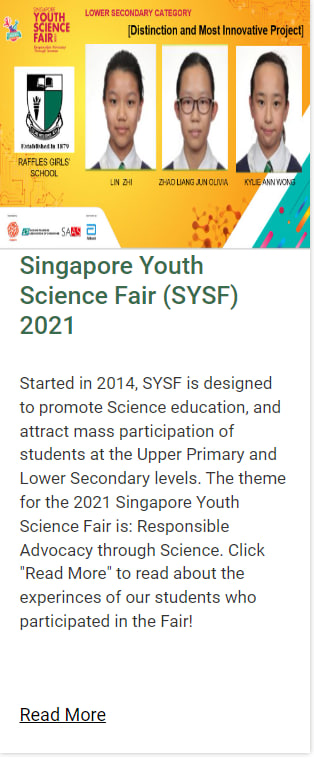 SINGAPORE
YOUTH
SCIENCE
FAIR
LOWER SECONDARY CATEGORY
[Distinction and Most Innovative Project]
Established in 1879
RAFFLES GIRLS'
SCHOOL
LIN ZHI
ZHAO LIANG JUN OLIVIA
KYLIE ANN WONG
SAAS
Abbott
Singapore Youth
Science Fair (SYSF)
2021
Started in 2014, SYSF is designed
to promote Science education, and
attract mass participation of
students at the Upper Primary and
Lower Secondary levels. The theme
for the 2021 Singapore Youth
Science Fair is: Responsible
Advocacy through Science. Click
"Read More" to read about the
experinces of our students who
participated in the Fair!
Read More